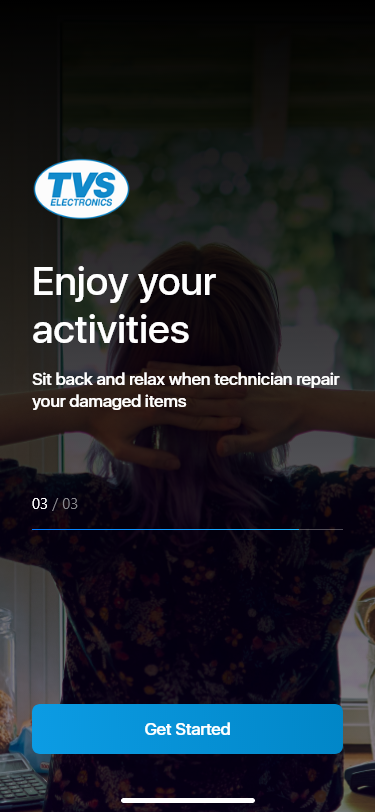 TVS
ELECTRONICS
Enjoy your
activities
Sit back and relax when technician repair
your damaged items
03 / 03
Get Started